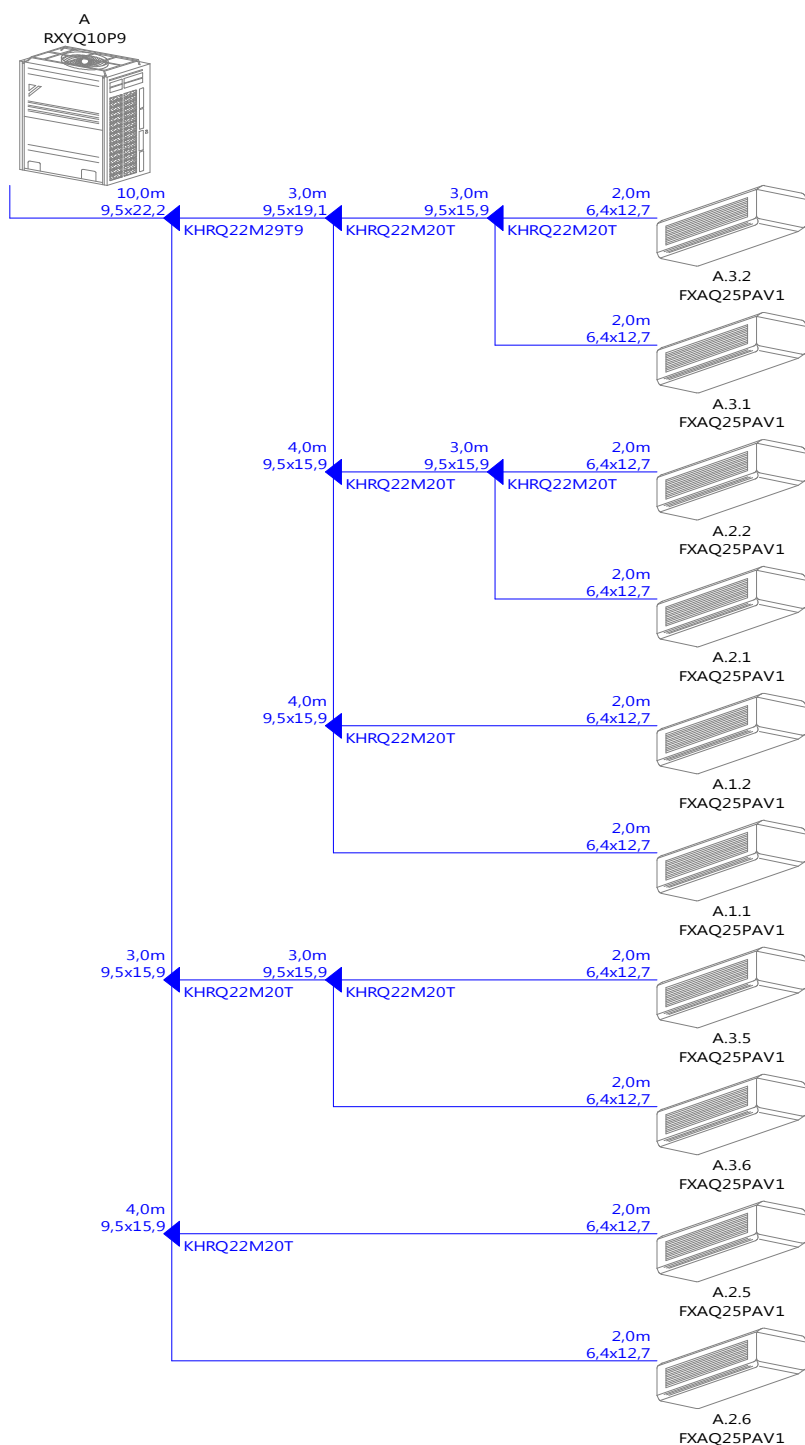 A
RXYQ10P9
10,0m
9,5x22,2
KHRQ22M29T9
3,0m
9,5x19,1
KHRQ22M20T
3,0m
9,5x15,9
KHRQ22M20T
2,0m
6,4x12,7
A.3.2
FXAQ25PAV1
2,0m
6,4x12,7
A.3.1
FXAQ25PAV1
4,0m
9,5x15,9
KHRQ22M20T
3,0m
9,5x15,9
KHRQ22M20T
2,0m
6,4x12,7
A.2.2
FXAQ25PAV1
2,0m
6,4x12,7
A.2.1
FXAQ25PAV1
4,0m
9,5x15,9
KHRQ22M20T
2,0m
6,4x12,7
A.1.2
FXAQ25PAV1
2,0m
6,4x12,7
A.1.1
FXAQ25PAV1
3,0m
9,5x15,9
KHRQ22M20T
3,0m
9,5x15,9
KHRQ22M20T
2,0m
6,4x12,7
A.3.5
FXAQ25PAV1
2,0m
6,4x12,7
A.3.6
FXAQ25PAV1
4,0m
9,5x15,9
KHRQ22M20T
2,0m
6,4x12,7
A.2.5
FXAQ25PAV1
2,0m
6,4x12,7
A.2.6
FXAQ25PAV1